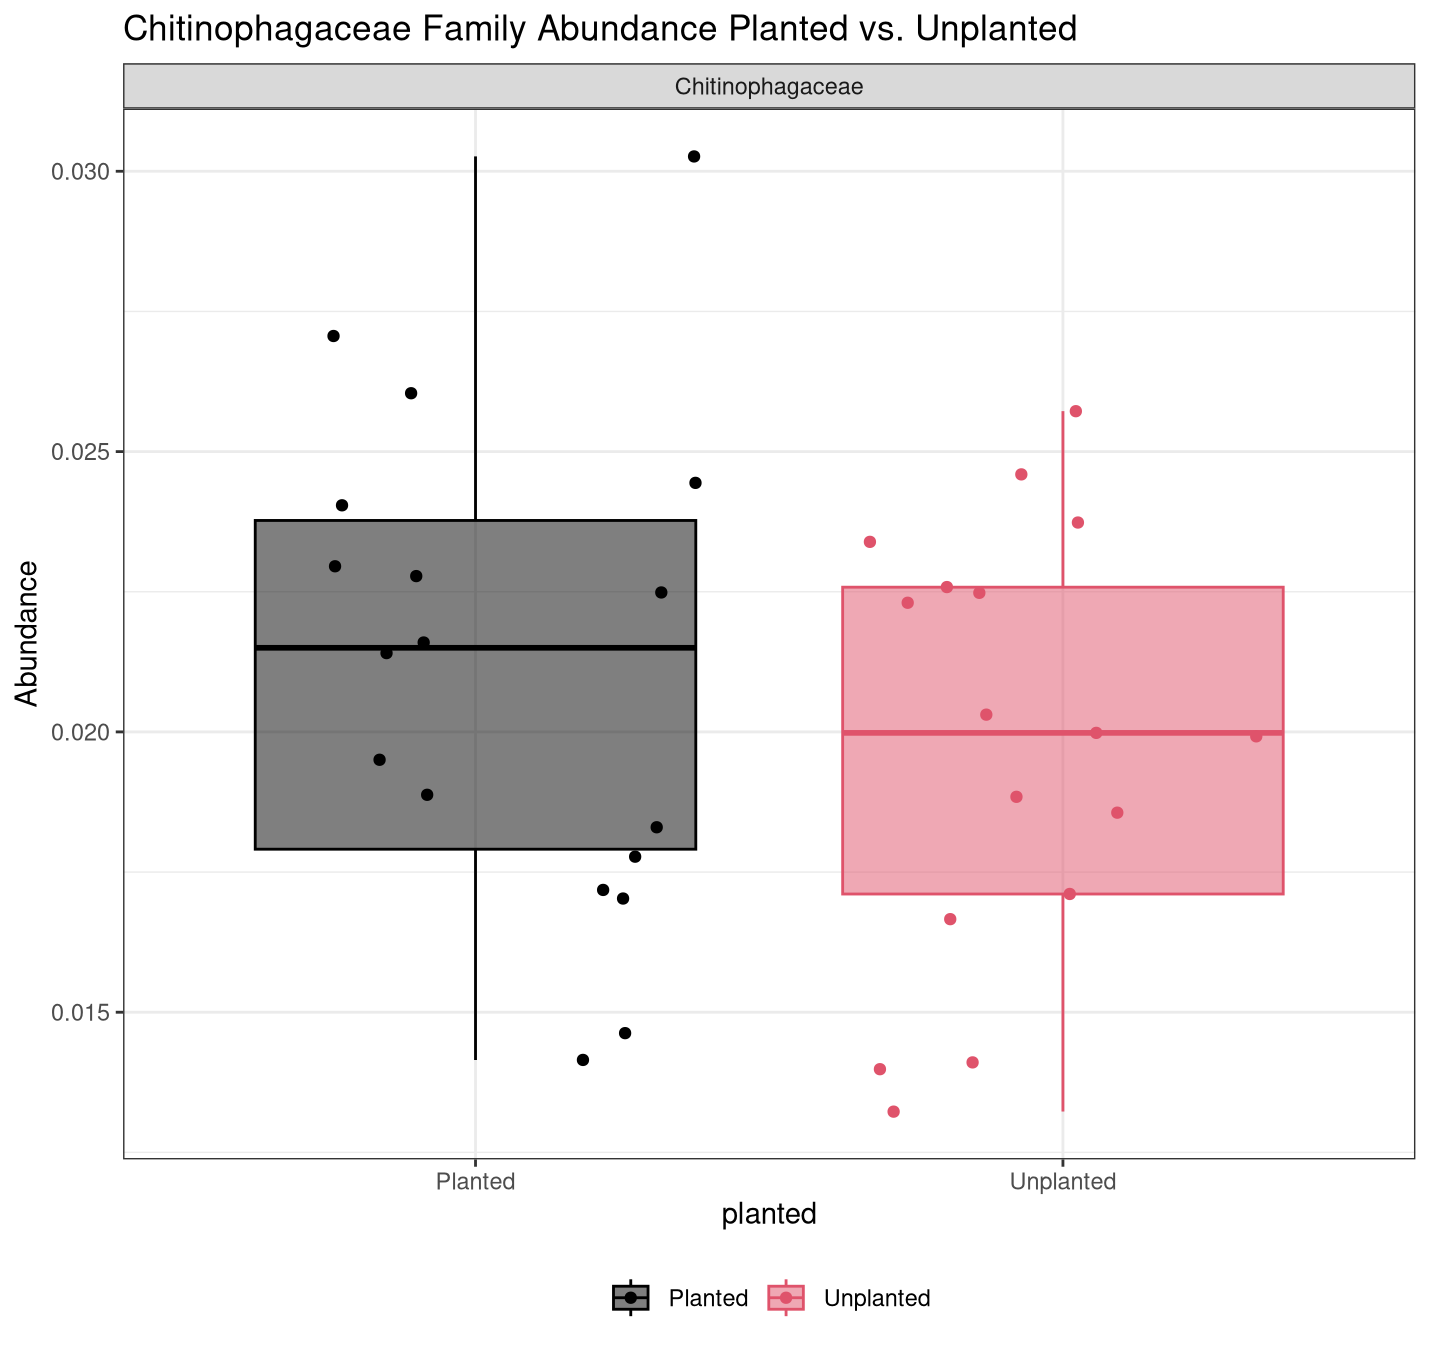 Chitinophagaceae Family Abundance Planted vs. Unplanted
Chitinophagaceae
0.030
0.025
0.020
0.015
Abundance
Planted
Unplanted
planted
Planted
Unplanted